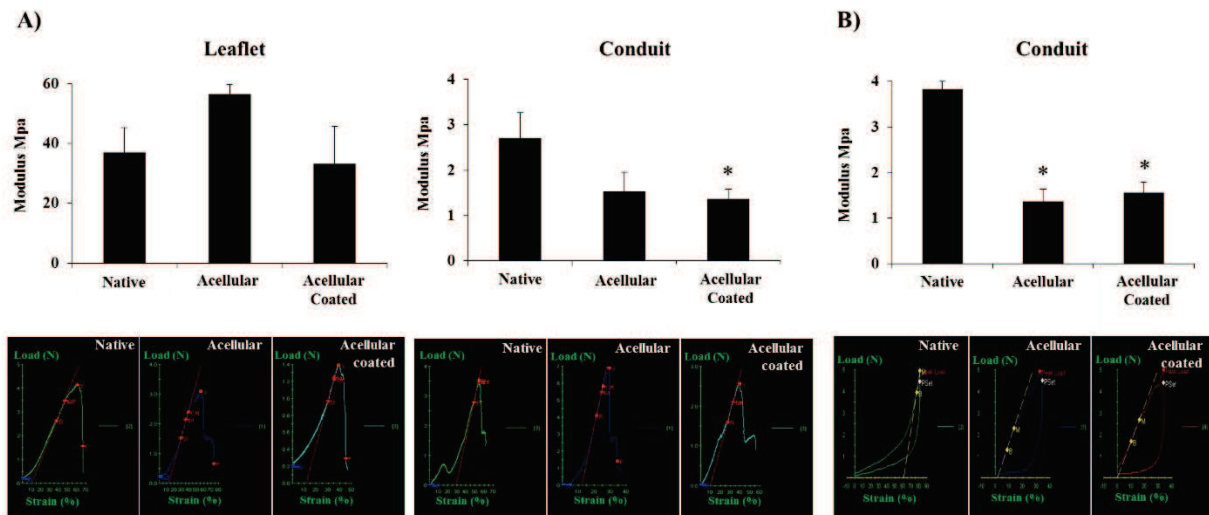 A)
B)
Leaflet
Conduit
Conduit
Modulus Mpa
60
40
20
0
Native
Acellular
Acellular
Coated
Modulus Mpa
4
3
2
1
0
*
Native
Acellular
Acellular
Coated
Modulus Mpa
4
3
2
1
0
*
*
Native
Acellular
Acellular
Coated
Load (N)
Native
Strain (%)
Load (N)
Acellular
Strain (%)
Load (N)
Acellular
coated
Strain (%)
Load (N)
Native
Strain (%)
Load (N)
Acellular
Strain (%)
Load (N)
Acellular
coated
Strain (%)
Load (N)
Native
Strain (%)
Load (N)
Acellular
Strain (%)
Load (N)
Acellular
coated
Strain (%)